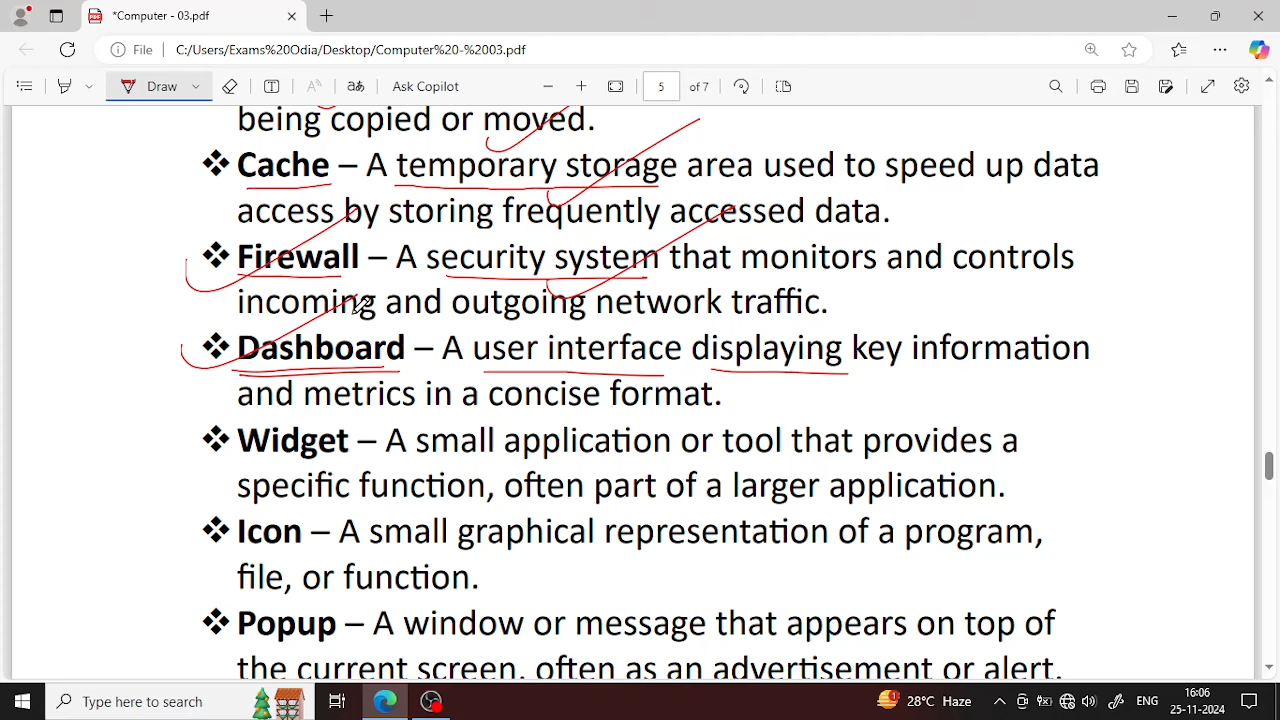 *Computer - 03.pdf
File
C:/Users/Exams%20Odia/Desktop/Computer%20-%2003.pdf
Draw
Ask Copilot
5 of 7
being copied or moved.
❖ Cache – A temporary storage area used to speed up data
access by storing frequently accessed data.
❖ Firewall – A security system that monitors and controls
incoming and outgoing network traffic.
❖ Dashboard – A user interface displaying key information
and metrics in a concise format.
❖ Widget – A small application or tool that provides a
specific function, often part of a larger application.
❖ Icon – A small graphical representation of a program,
file, or function.
❖ Popup – A window or message that appears on top of
the current screen, often as an advertisement or alert.
Type here to search
1
28°C Haze
ENG
16:06
25-11-2024